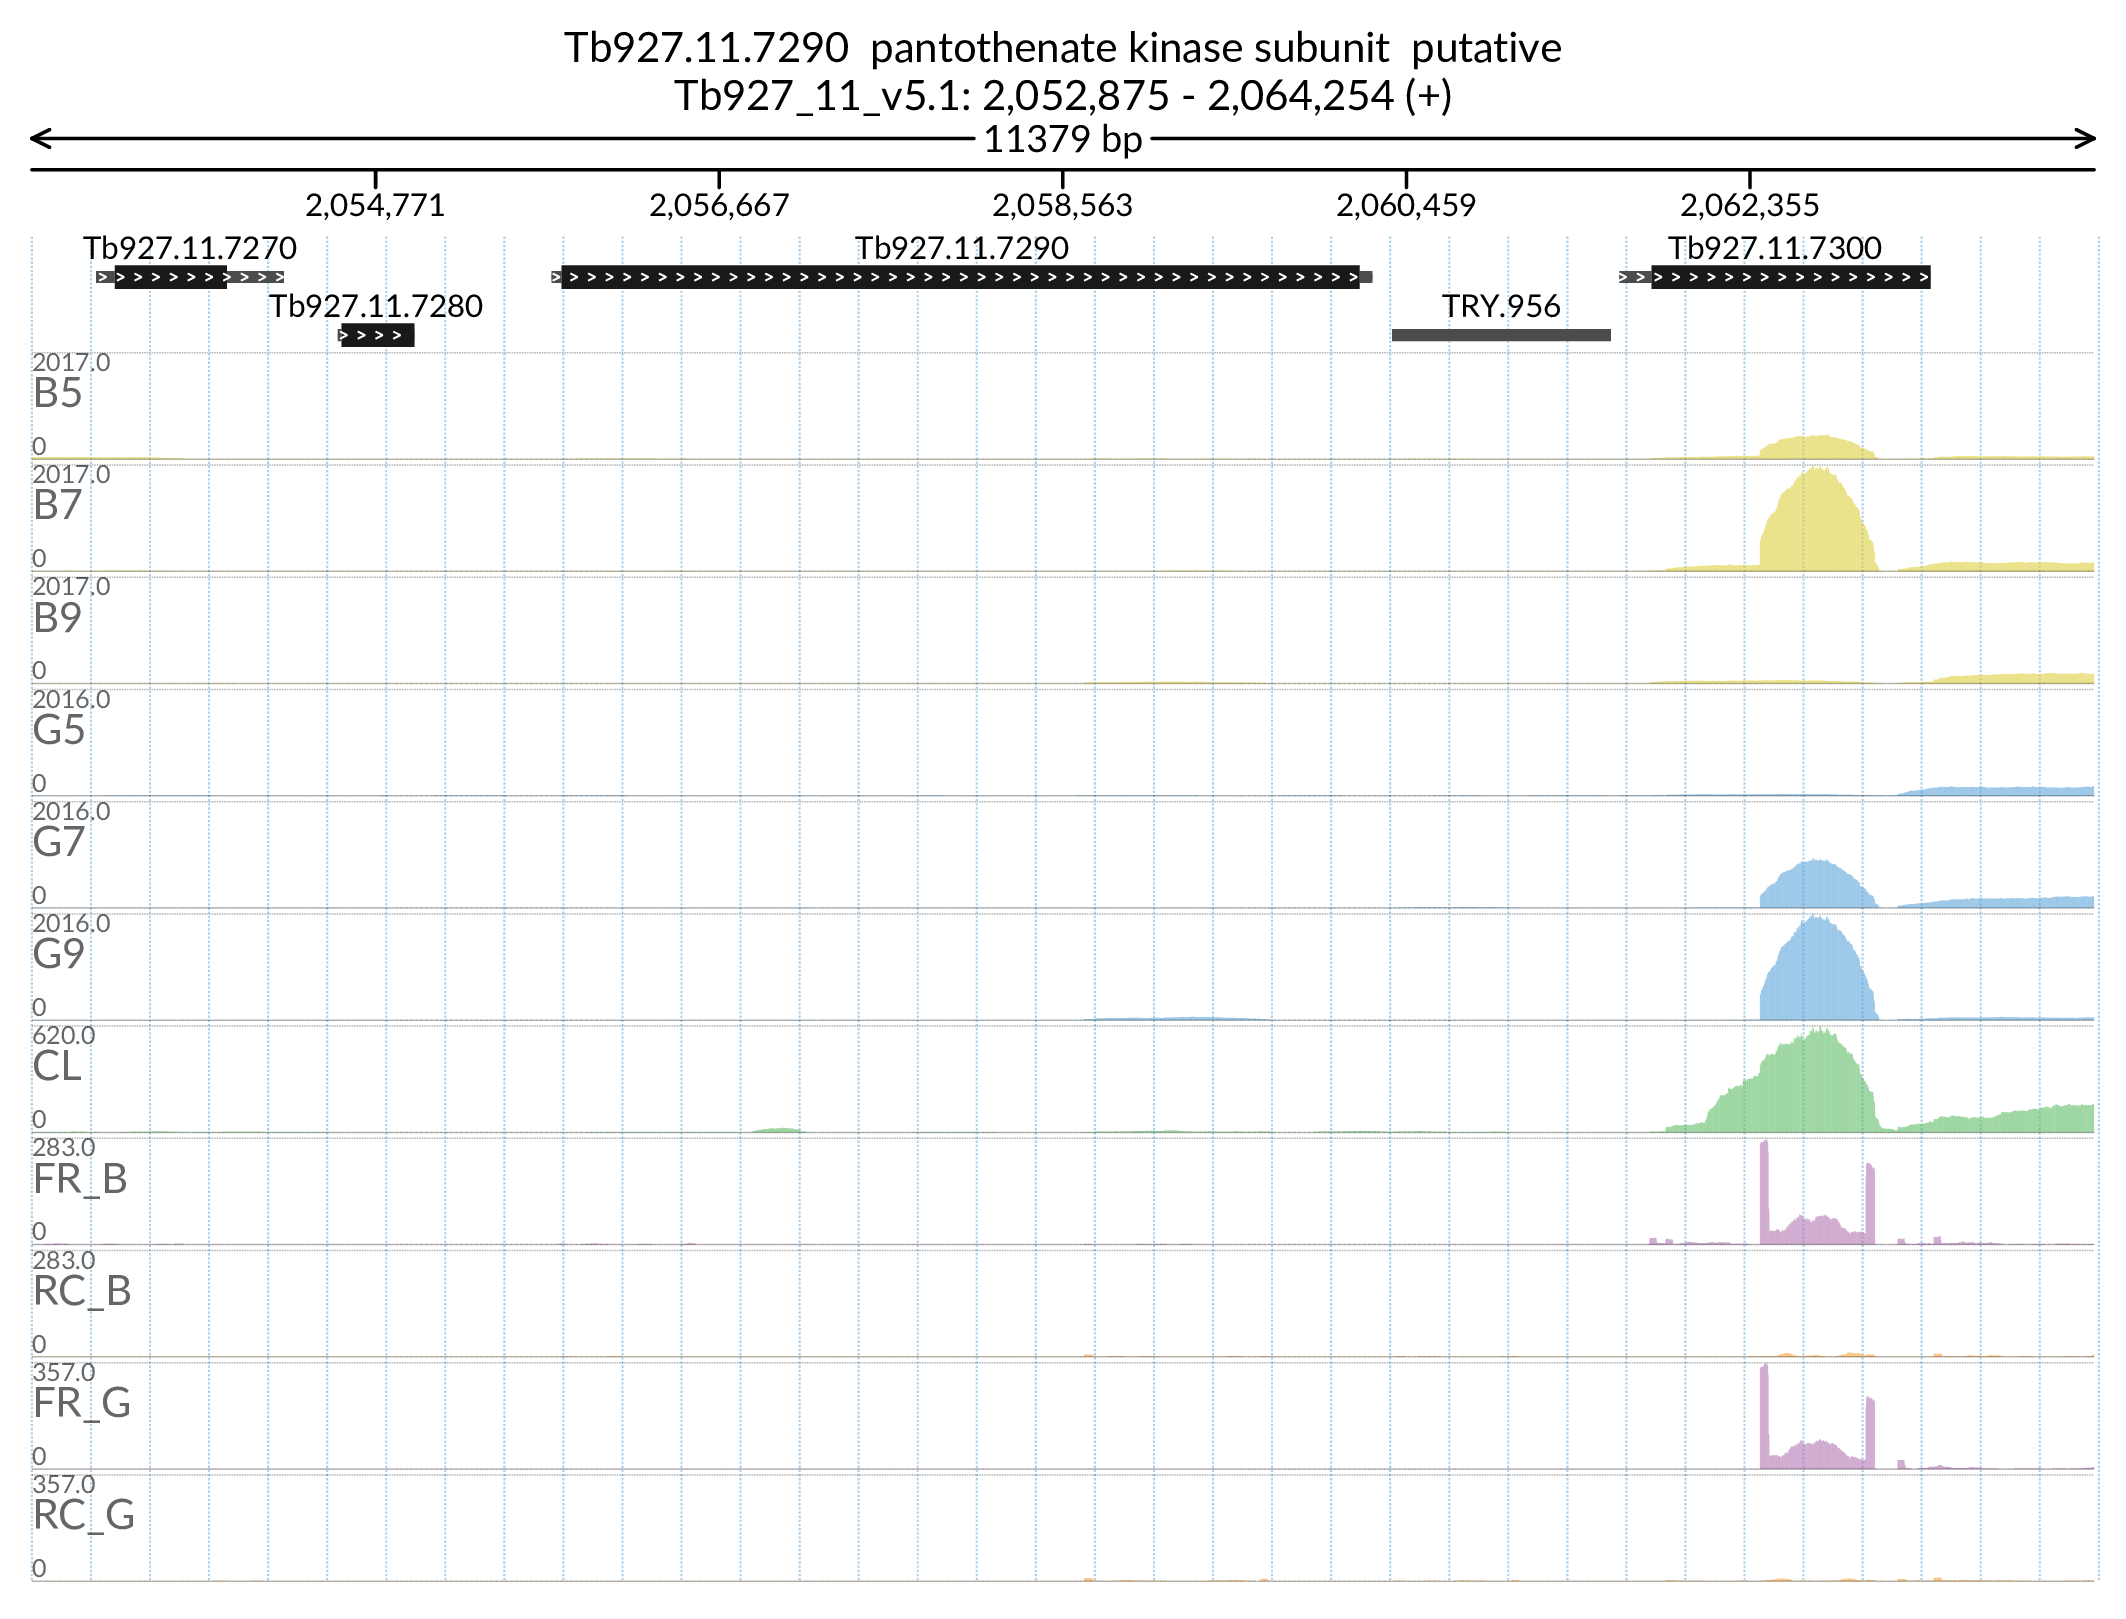 Tb927.11.7290  pantothenate kinase subunit  putative
Tb927_11_v5.1: 2,052,875 - 2,064,254 (+)
11379 bp
2,054,771 2,056,667 2,058,563 2,060,459 2,062,355
Tb927.11.7270 Tb927.11.7290 Tb927.11.7300
Tb927.11.7280 TRY.956
2017.0
B5
0
2017.0
B7
0
2017.0
B9
0
2016.0
G5
0
2016.0
G7
0
2016.0
G9
0
620.0
CL
0
283.0
FR_B
0
283.0
RC_B
0
357.0
FR_G
0
357.0
RC_G
0